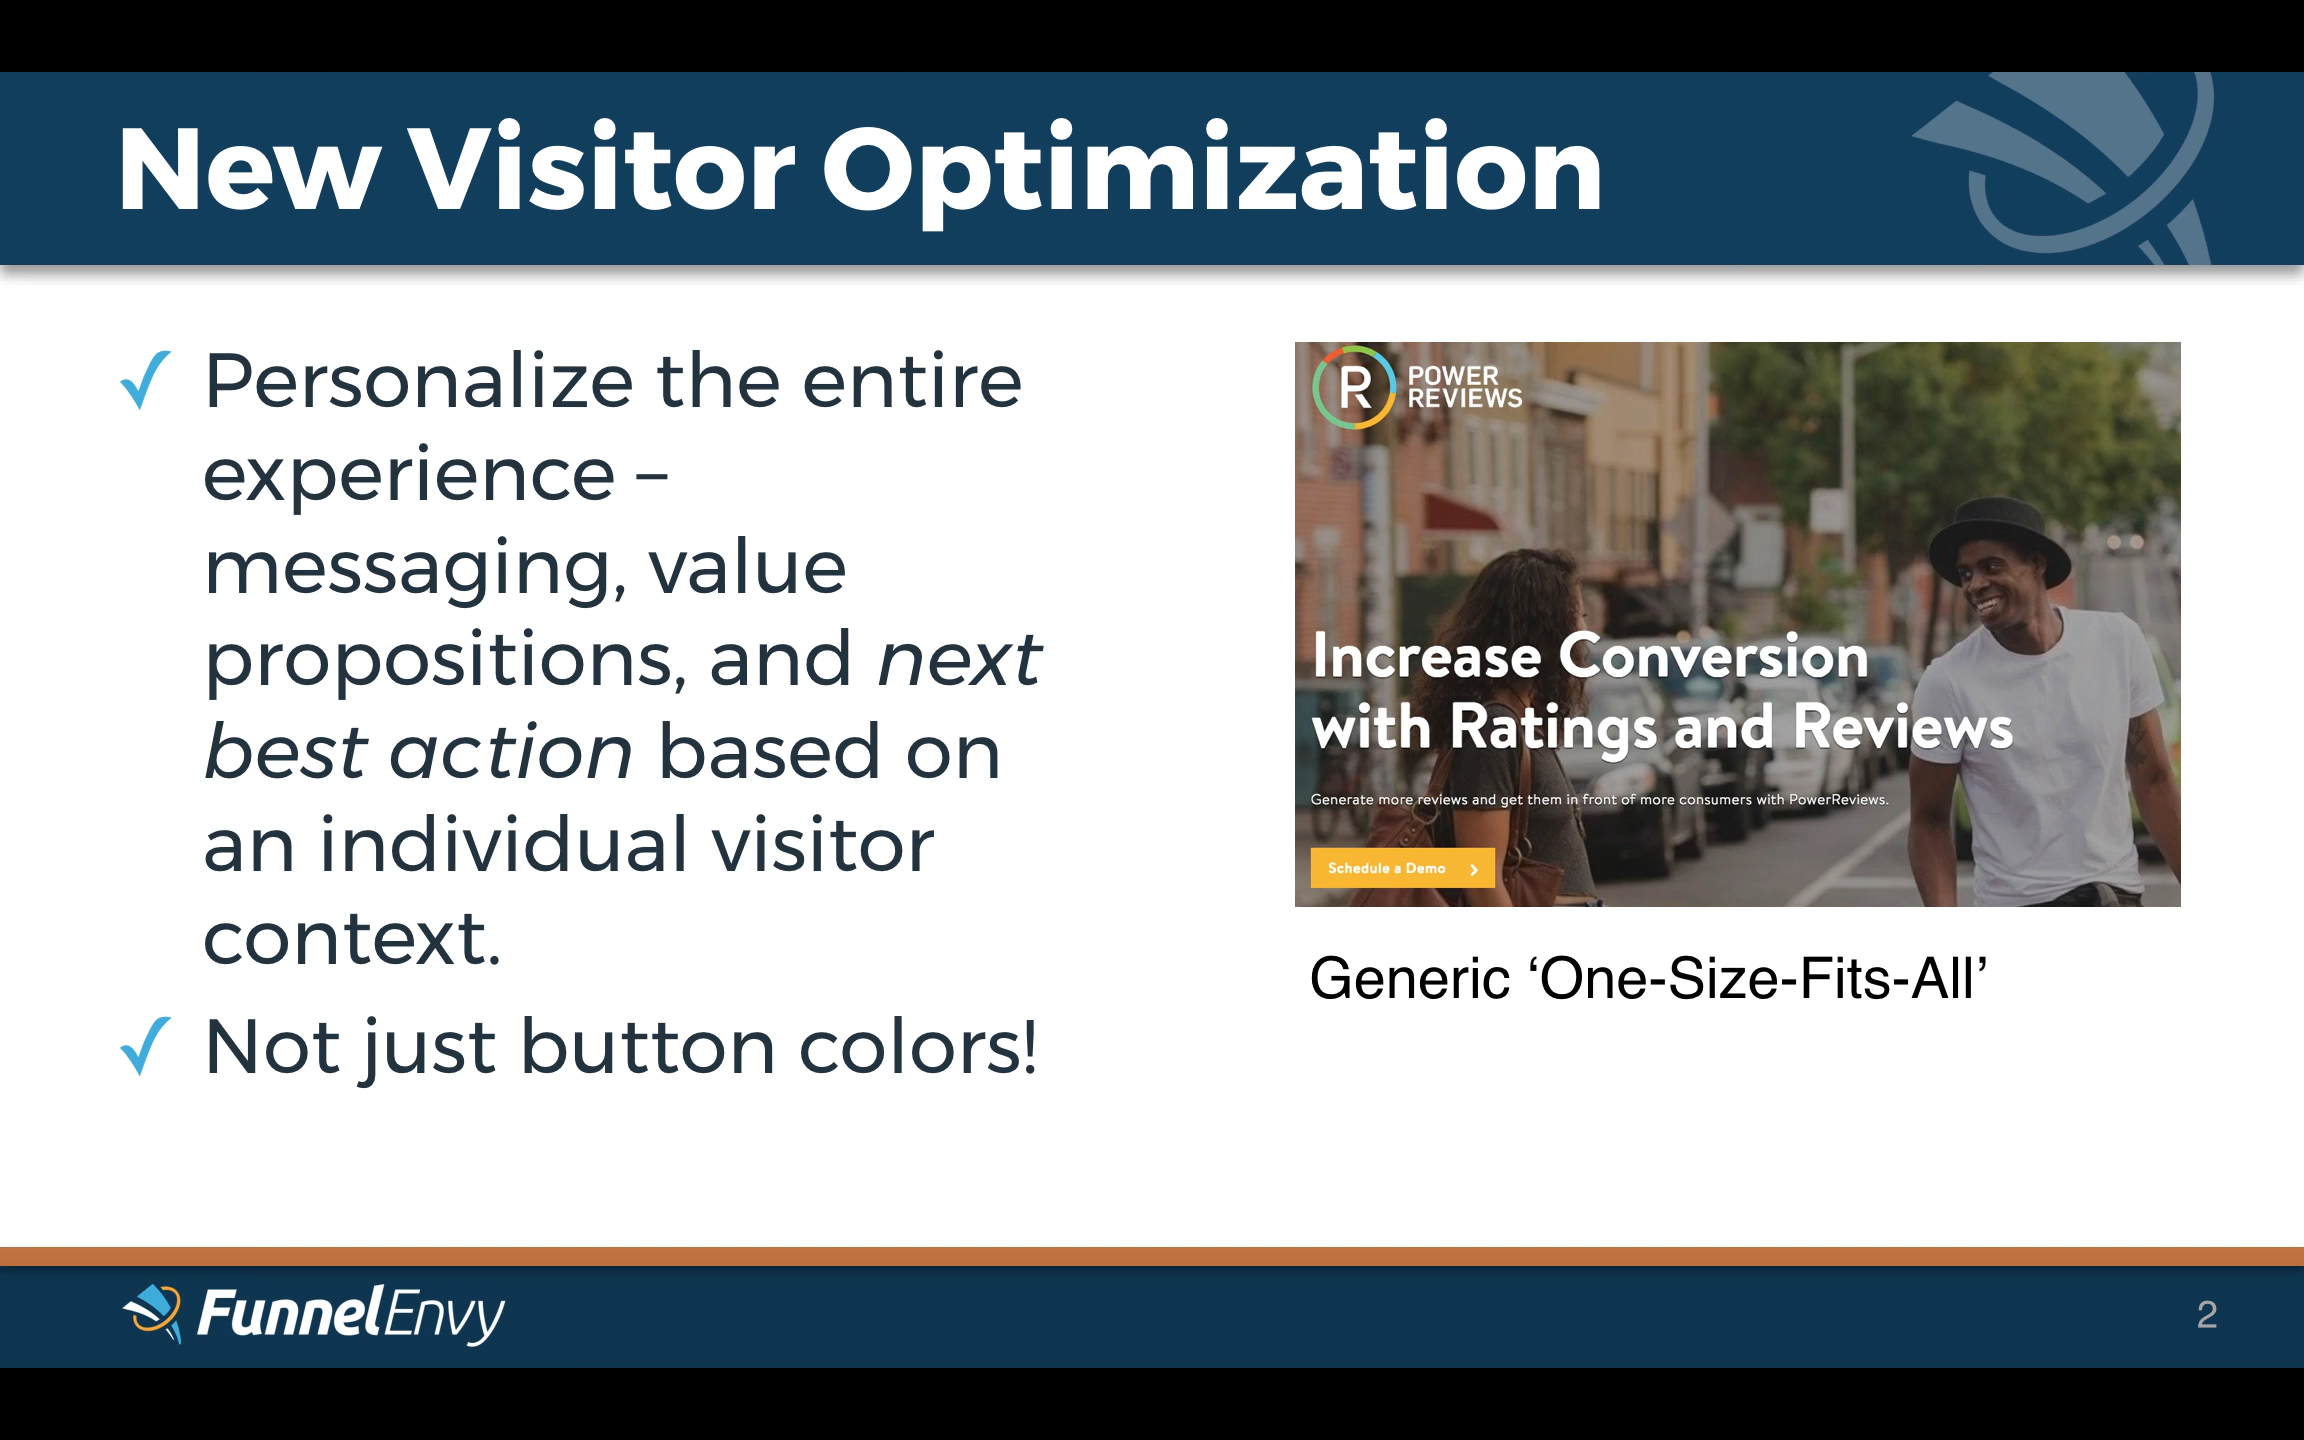 New Visitor Optimization
✓ Personalize the entire
experience –
messaging, value
propositions, and next
best action based on
an individual visitor
context.
✓ Not just button colors!
R POWER
REVIEWS
Increase Conversion
with Ratings and Reviews
Generate more reviews and get them in front of more consumers with PowerReviews.
Schedule a Demo
Generic ‘One-Size-Fits-All’
FunnelEnvy
2